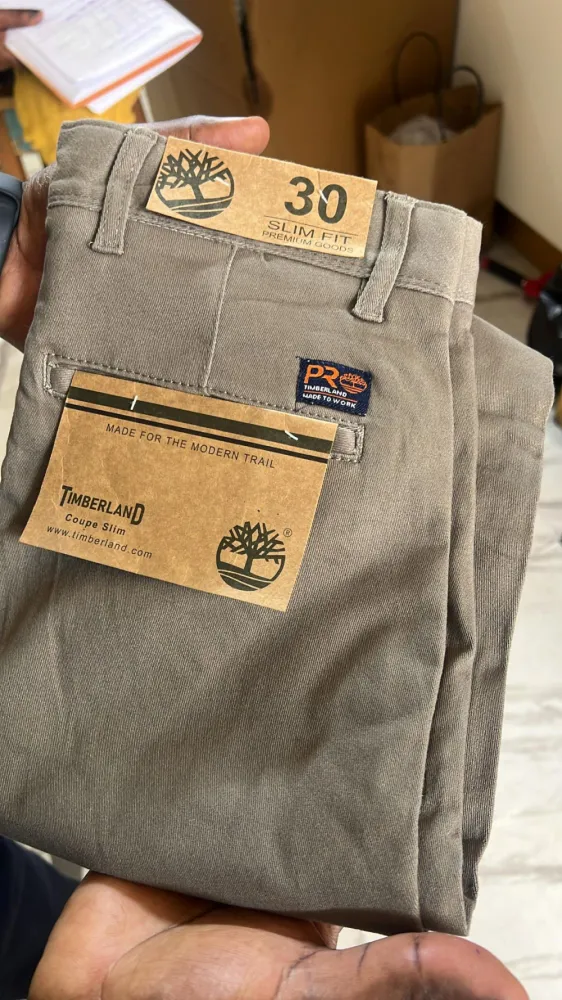 30
SLIM FIT
PREMIUM GOODS
PRO
TIMBERLAND
MADE TO WORK
MADE FOR THE MODERN TRAIL
TIMBERLAND
Coupe Slim
www.timberland.com
®